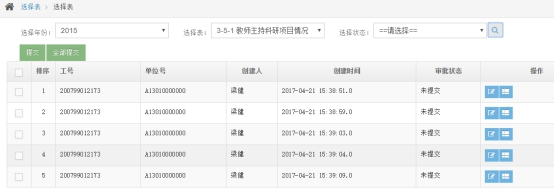 选择表 > 选择表
选择年份: 2015 选择表: 3-5-1 教师主持科研项目情况 选择状态: ==请选择==
提交 全部提交
排序 工号 单位号 创建人 创建时间 审批状态 操作
1 200799012173 A13010000000 梁健 2017-04-21 15:38:51.0 未提交
2 200799012173 A13010000000 梁健 2017-04-21 15:38:59.0 未提交
3 200799012173 A13010000000 梁健 2017-04-21 15:39:03.0 未提交
4 200799012173 A13010000000 梁健 2017-04-21 15:39:04.0 未提交
5 200799012173 A13010000000 梁健 2017-04-21 15:39:09.0 未提交